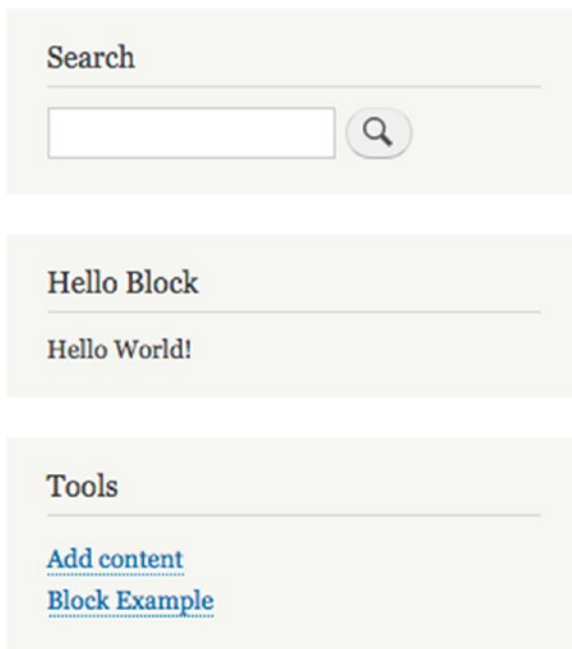 Search
Hello Block
Hello World!
Tools
Add content
Block Example